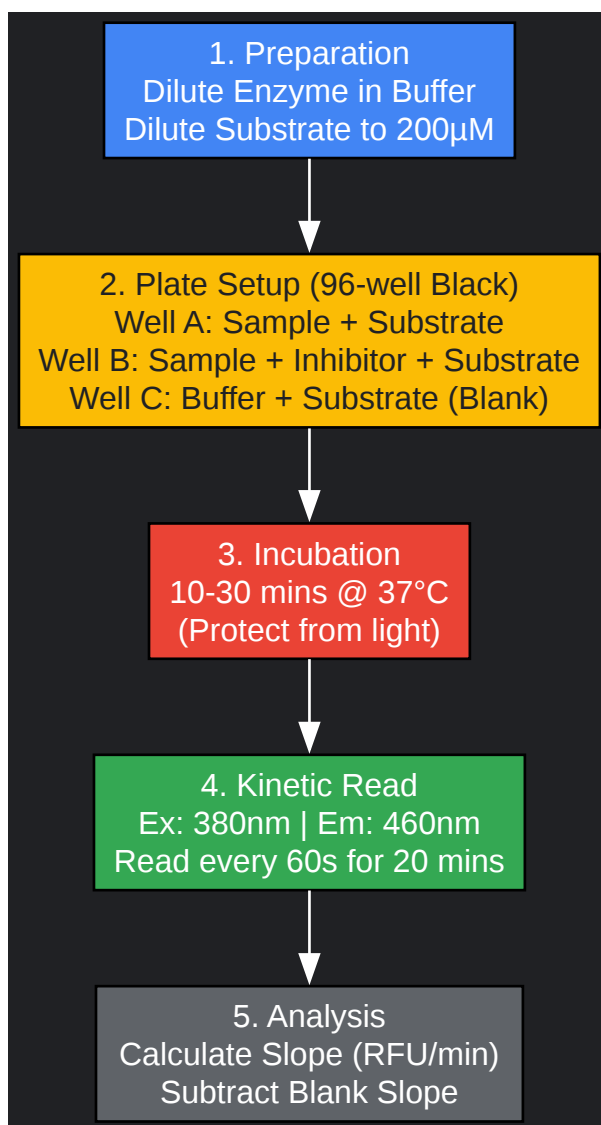 1. Preparation
Dilute Enzyme in Buffer
Dilute Substrate to 200µM
2. Plate Setup (96-well Black)
Well A: Sample + Substrate
Well B: Sample + Inhibitor + Substrate
Well C: Buffer + Substrate (Blank)
3. Incubation
10-30 mins @ 37°C
(Protect from light)
4. Kinetic Read
Ex: 380nm | Em: 460nm
Read every 60s for 20 mins
5. Analysis
Calculate Slope (RFU/min)
Subtract Blank Slope